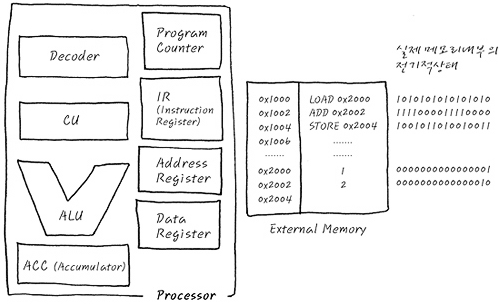 Decoder
CU
ALU
ACC (Accumulator)
Program
Counter
IR
(Instruction
Register)
Address
Register
Data
Register
Processor
0x1000 LOAD 0x2000
0x1002 ADD 0x2002
0x1004 STORE 0x2004
0x1006 .......
....... .......
0x2000 1
0x2002 2
0x2004
External Memory
실제 메모리내부의
전기적상태
1010101010101010
1111000011110000
1001011010010011
0000000000000001
0000000000000010